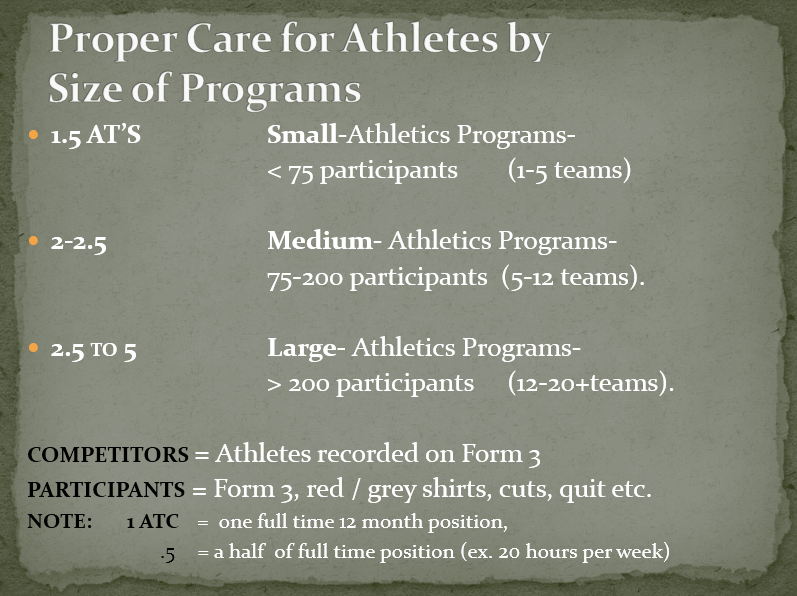 Proper Care for Athletes by
Size of Programs
• 1.5 AT'S Small-Athletics Programs-
< 75 participants (1-5 teams)
• 2-2.5 Medium- Athletics Programs-
75-200 participants (5-12 teams).
• 2.5 TO 5 Large- Athletics Programs-
> 200 participants (12-20+teams).
COMPETITORS = Athletes recorded on Form 3
PARTICIPANTS = Form 3, red / grey shirts, cuts, quit etc.
NOTE: 1 ATC = one full time 12 month position,
.5 = a half of full time position (ex. 20 hours per week)